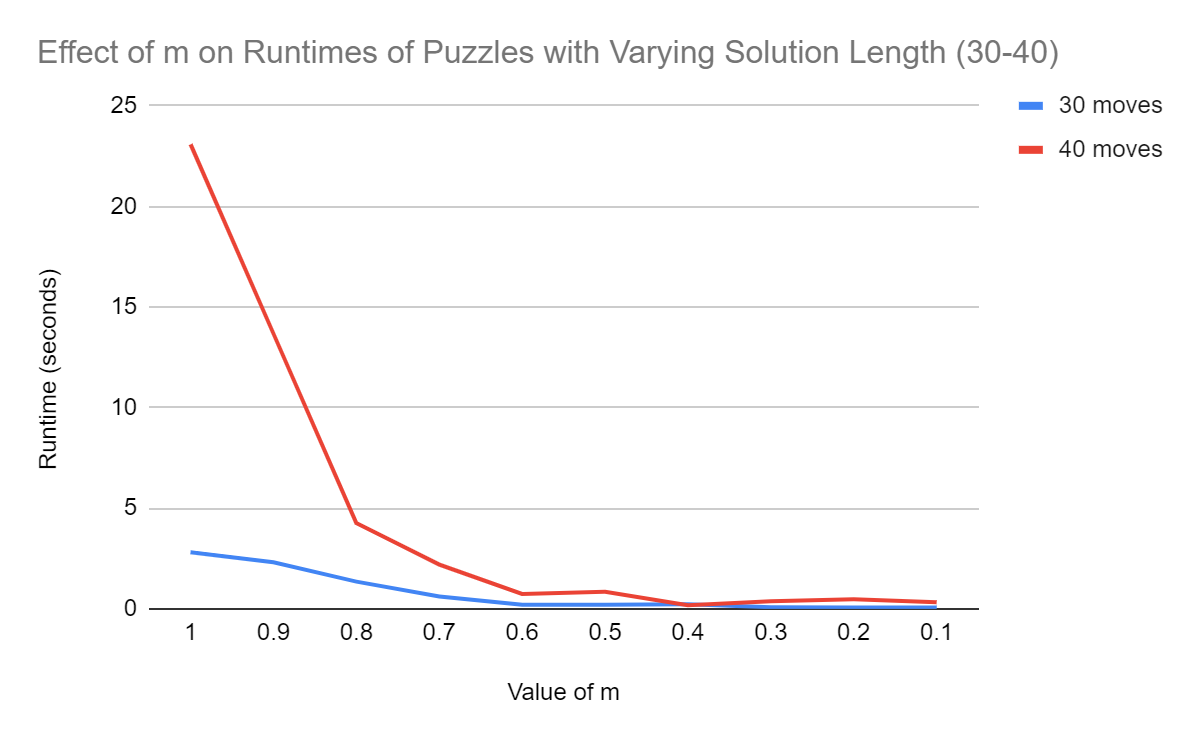 Effect of m on Runtimes of Puzzles with Varying Solution Length (30-40)
30 moves
40 moves
Runtime (seconds)
25
20
15
10
5
0
1 0.9 0.8 0.7 0.6 0.5 0.4 0.3 0.2 0.1
Value of m